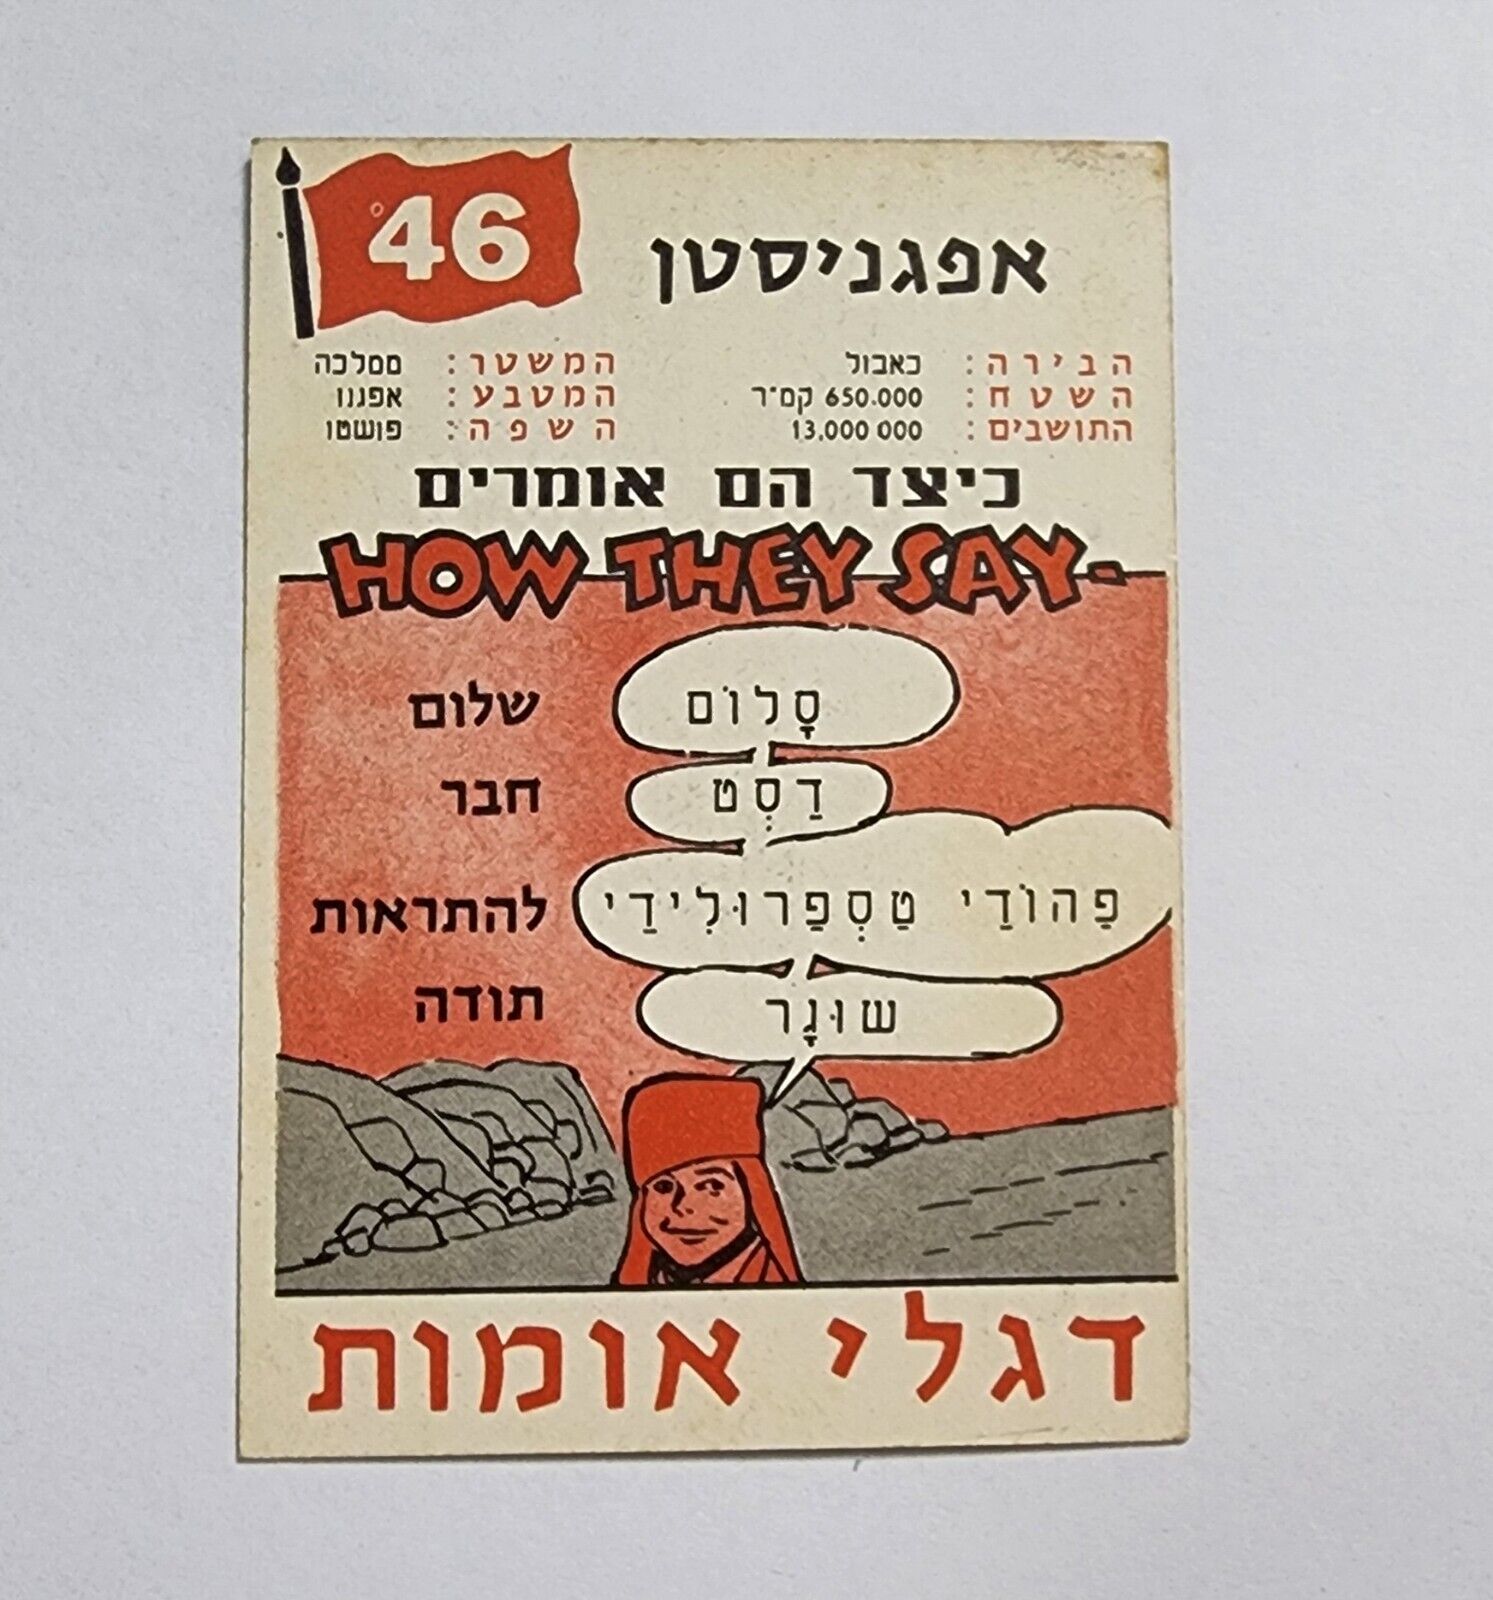 46
אפגניסטן
הבירה: כאבול
השטח: 650.000 קמ"ר
התושבים: 13.000 000
המשטר: ממלכה
המטבע: אפגנו
השפה: פושטו
כיצד הם אומרים
HOW THEY SAY-
שלום סָלוֹם
חבר דַסְט
להתראות פַהוֹדַי טַסְפַרוּלִידַי
תודה שוּגָר
דגלי אומות